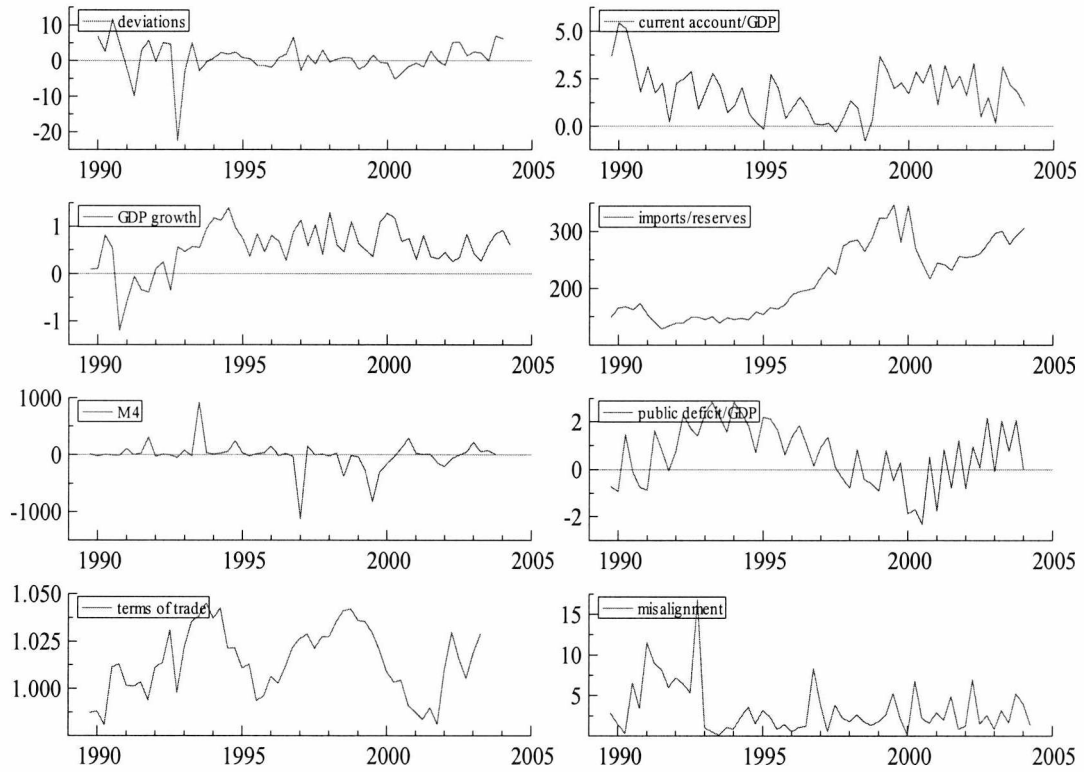 deviations
10
0
-10
-20
1990 1995 2000 2005
current account/GDP
5.0
2.5
0.0
1990 1995 2000 2005
GDP growth
1
0
-1
1990 1995 2000 2005
imports/reserves
300
200
1990 1995 2000 2005
M4
1000
0
-1000
1990 1995 2000 2005
public deficit/GDP
2
0
-2
1990 1995 2000 2005
terms of trade
1.050
1.025
1.000
1990 1995 2000 2005
misalignment
15
10
5
1990 1995 2000 2005